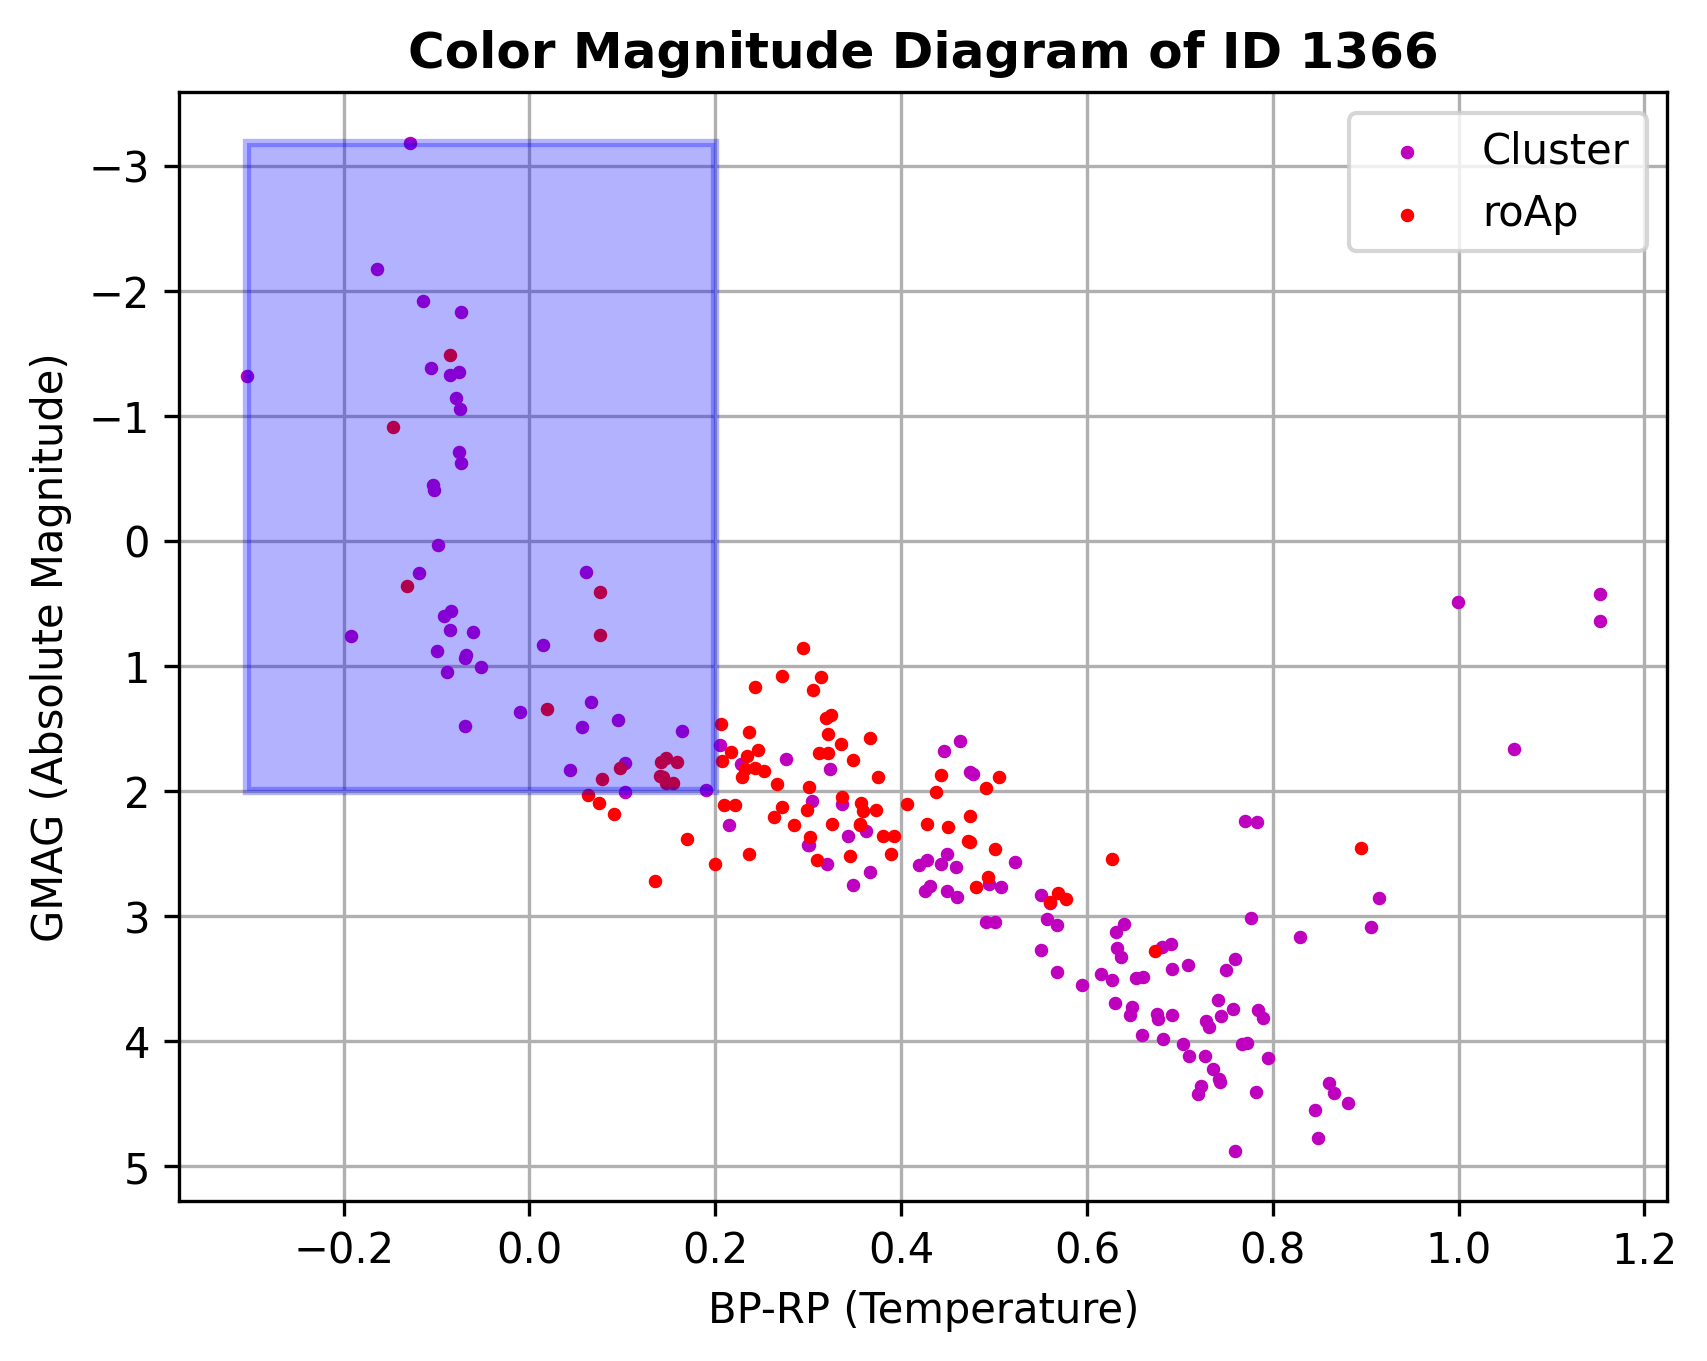 Color Magnitude Diagram of ID 1366
Cluster
roAp
GMAG (Absolute Magnitude)
−3
−2
−1
0
1
2
3
4
5
−0.2 0.0 0.2 0.4 0.6 0.8 1.0 1.2
BP-RP (Temperature)